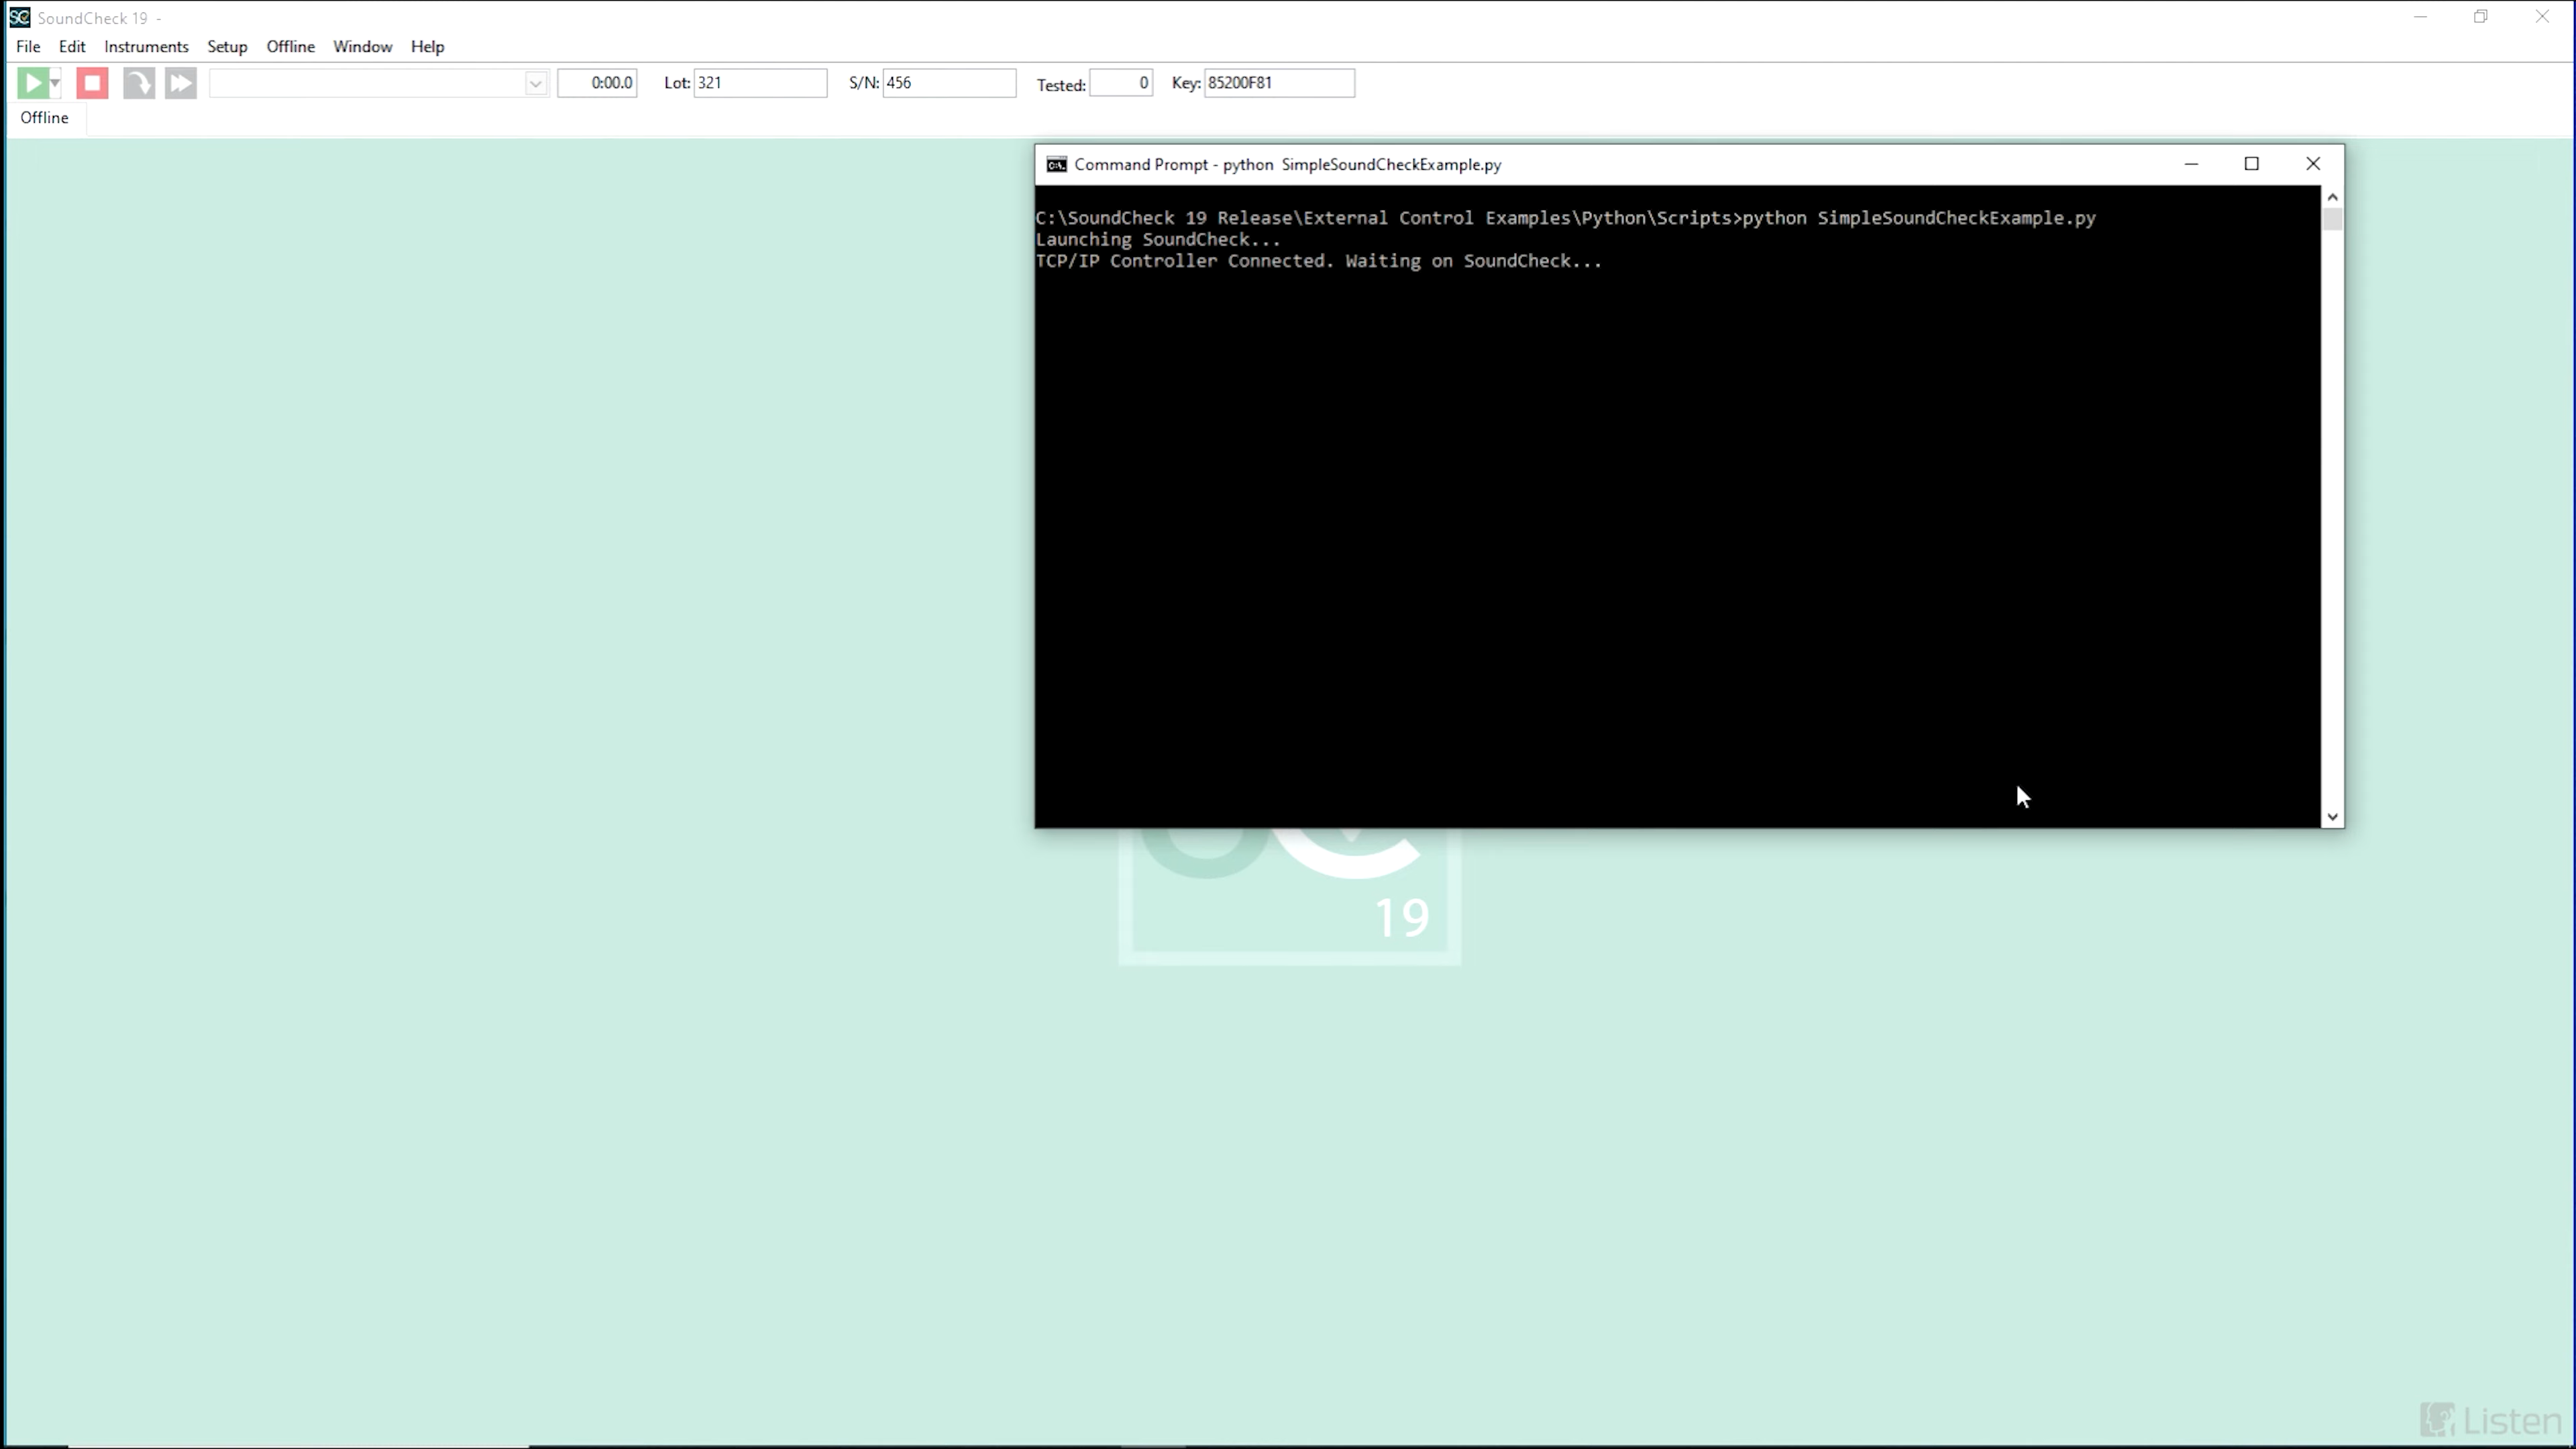 SoundCheck 19 -
File Edit Instruments Setup Offline Window Help
0:00.0 Lot: 321 S/N: 456 Tested: 0 Key: 85200F81
Offline
Command Prompt - python SimpleSoundCheckExample.py
C:\SoundCheck 19 Release\External Control Examples\Python\Scripts>python SimpleSoundCheckExample.py
Launching SoundCheck...
TCP/IP Controller Connected. Waiting on SoundCheck...
19
Listen